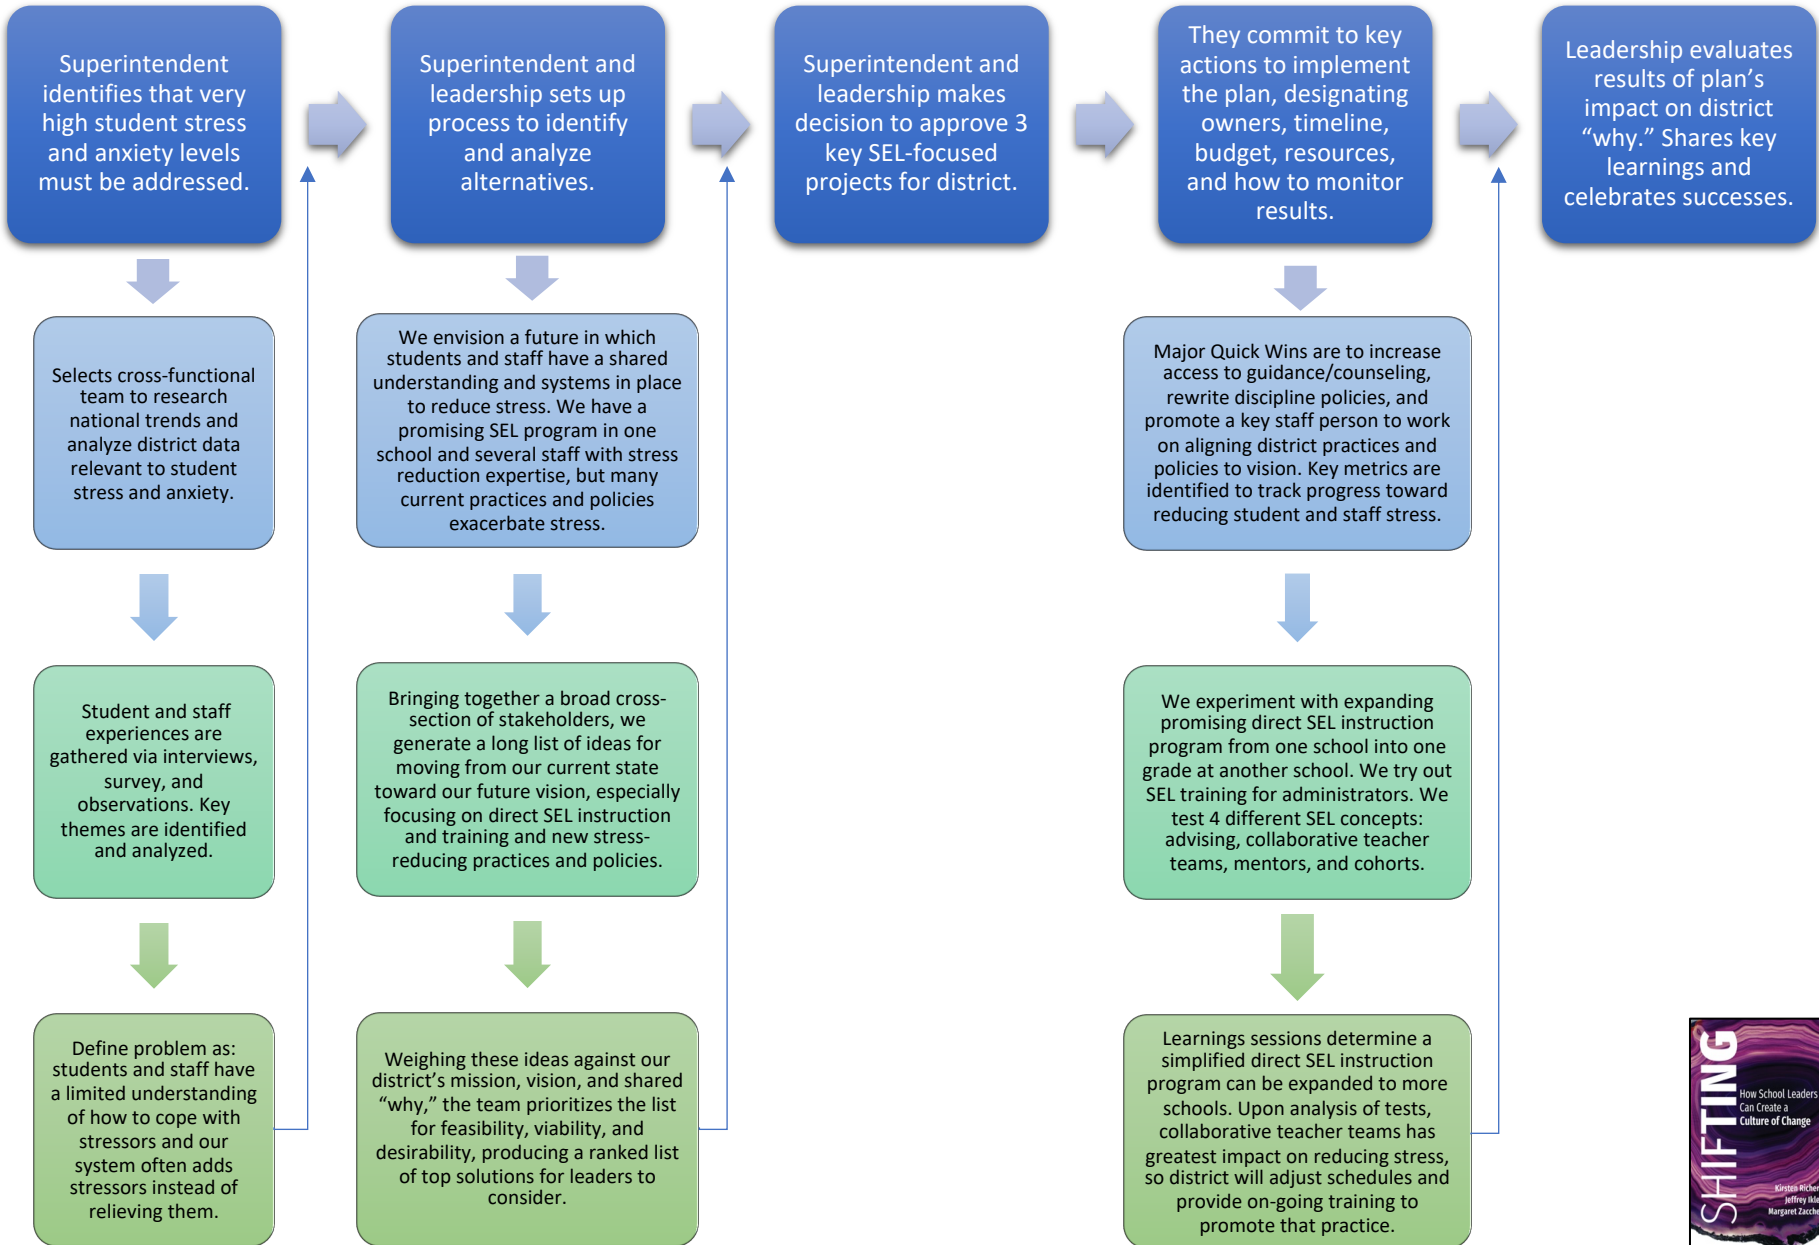 Superintendent
identifies that very
high student stress
and anxiety levels
must be addressed.
Superintendent and
leadership sets up
process to identify
and analyze
alternatives.
Superintendent and
leadership makes
decision to approve 3
key SEL-focused
projects for district.
They commit to key
actions to implement
the plan, designating
owners, timeline,
budget, resources,
and how to monitor
results.
Leadership evaluates
results of plan’s
impact on district
“why.” Shares key
learnings and
celebrates successes.
Selects cross-functional
team to research
national trends and
analyze district data
relevant to student
stress and anxiety.
We envision a future in which
students and staff have a shared
understanding and systems in place
to reduce stress. We have a
promising SEL program in one
school and several staff with stress
reduction expertise, but many
current practices and policies
exacerbate stress.
Major Quick Wins are to increase
access to guidance/counseling,
rewrite discipline policies, and
promote a key staff person to work
on aligning district practices and
policies to vision. Key metrics are
identified to track progress toward
reducing student and staff stress.
Student and staff
experiences are
gathered via interviews,
survey, and
observations. Key
themes are identified
and analyzed.
Bringing together a broad cross-
section of stakeholders, we
generate a long list of ideas for
moving from our current state
toward our future vision, especially
focusing on direct SEL instruction
and training and new stress-
reducing practices and policies.
We experiment with expanding
promising direct SEL instruction
program from one school into one
grade at another school. We try out
SEL training for administrators. We
test 4 different SEL concepts:
advising, collaborative teacher
teams, mentors, and cohorts.
Define problem as:
students and staff have
a limited understanding
of how to cope with
stressors and our
system often adds
stressors instead of
relieving them.
Weighing these ideas against our
district’s mission, vision, and shared
“why,” the team prioritizes the list
for feasibility, viability, and
desirability, producing a ranked list
of top solutions for leaders to
consider.
Learnings sessions determine a
simplified direct SEL instruction
program can be expanded to more
schools. Upon analysis of tests,
collaborative teacher teams has
greatest impact on reducing stress,
so district will adjust schedules and
provide on-going training to
promote that practice.
SHIFTING
How School Leaders
Can Create a
Culture of Change
Kirsten
Jeffrey
Margaret